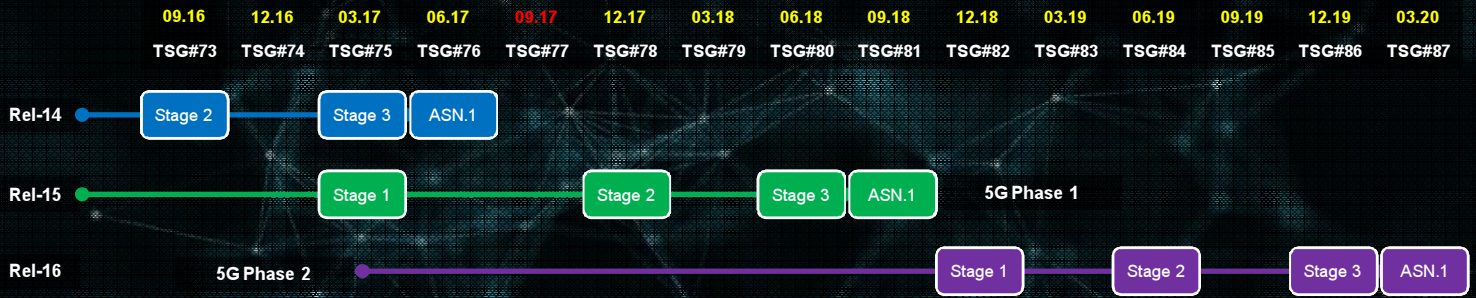 09.16 12.16 03.17 06.17 09.17 12.17 03.18 06.18 09.18 12.18 03.19 06.19 09.19 12.19 03.20
TSG#73 TSG#74 TSG#75 TSG#76 TSG#77 TSG#78 TSG#79 TSG#80 TSG#81 TSG#82 TSG#83 TSG#84 TSG#85 TSG#86 TSG#87
Rel-14 Stage 2 Stage 3 ASN.1
Rel-15 Stage 1 Stage 2 Stage 3 ASN.1 5G Phase 1
Rel-16 5G Phase 2 Stage 1 Stage 2 Stage 3 ASN.1